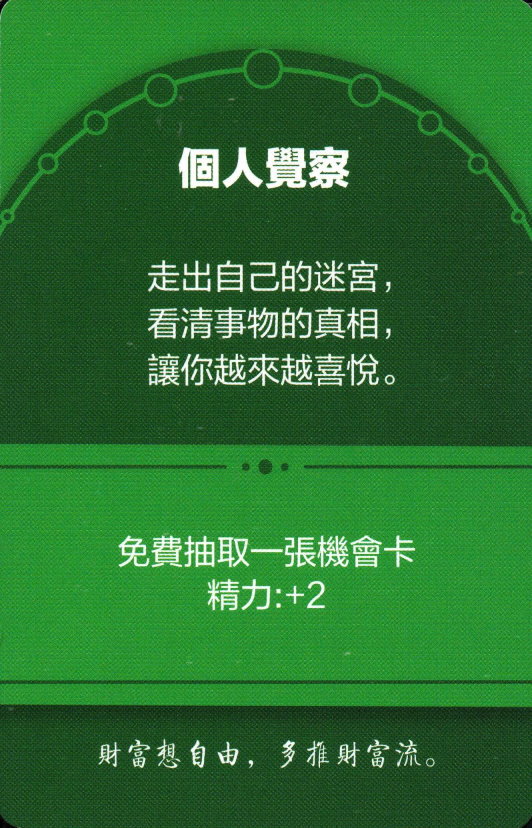 個人覺察
走出自己的迷宮，
看清事物的真相，
讓你越來越喜悅。
免費抽取一張機會卡
精力:+2
財富想自由，多推財富流。